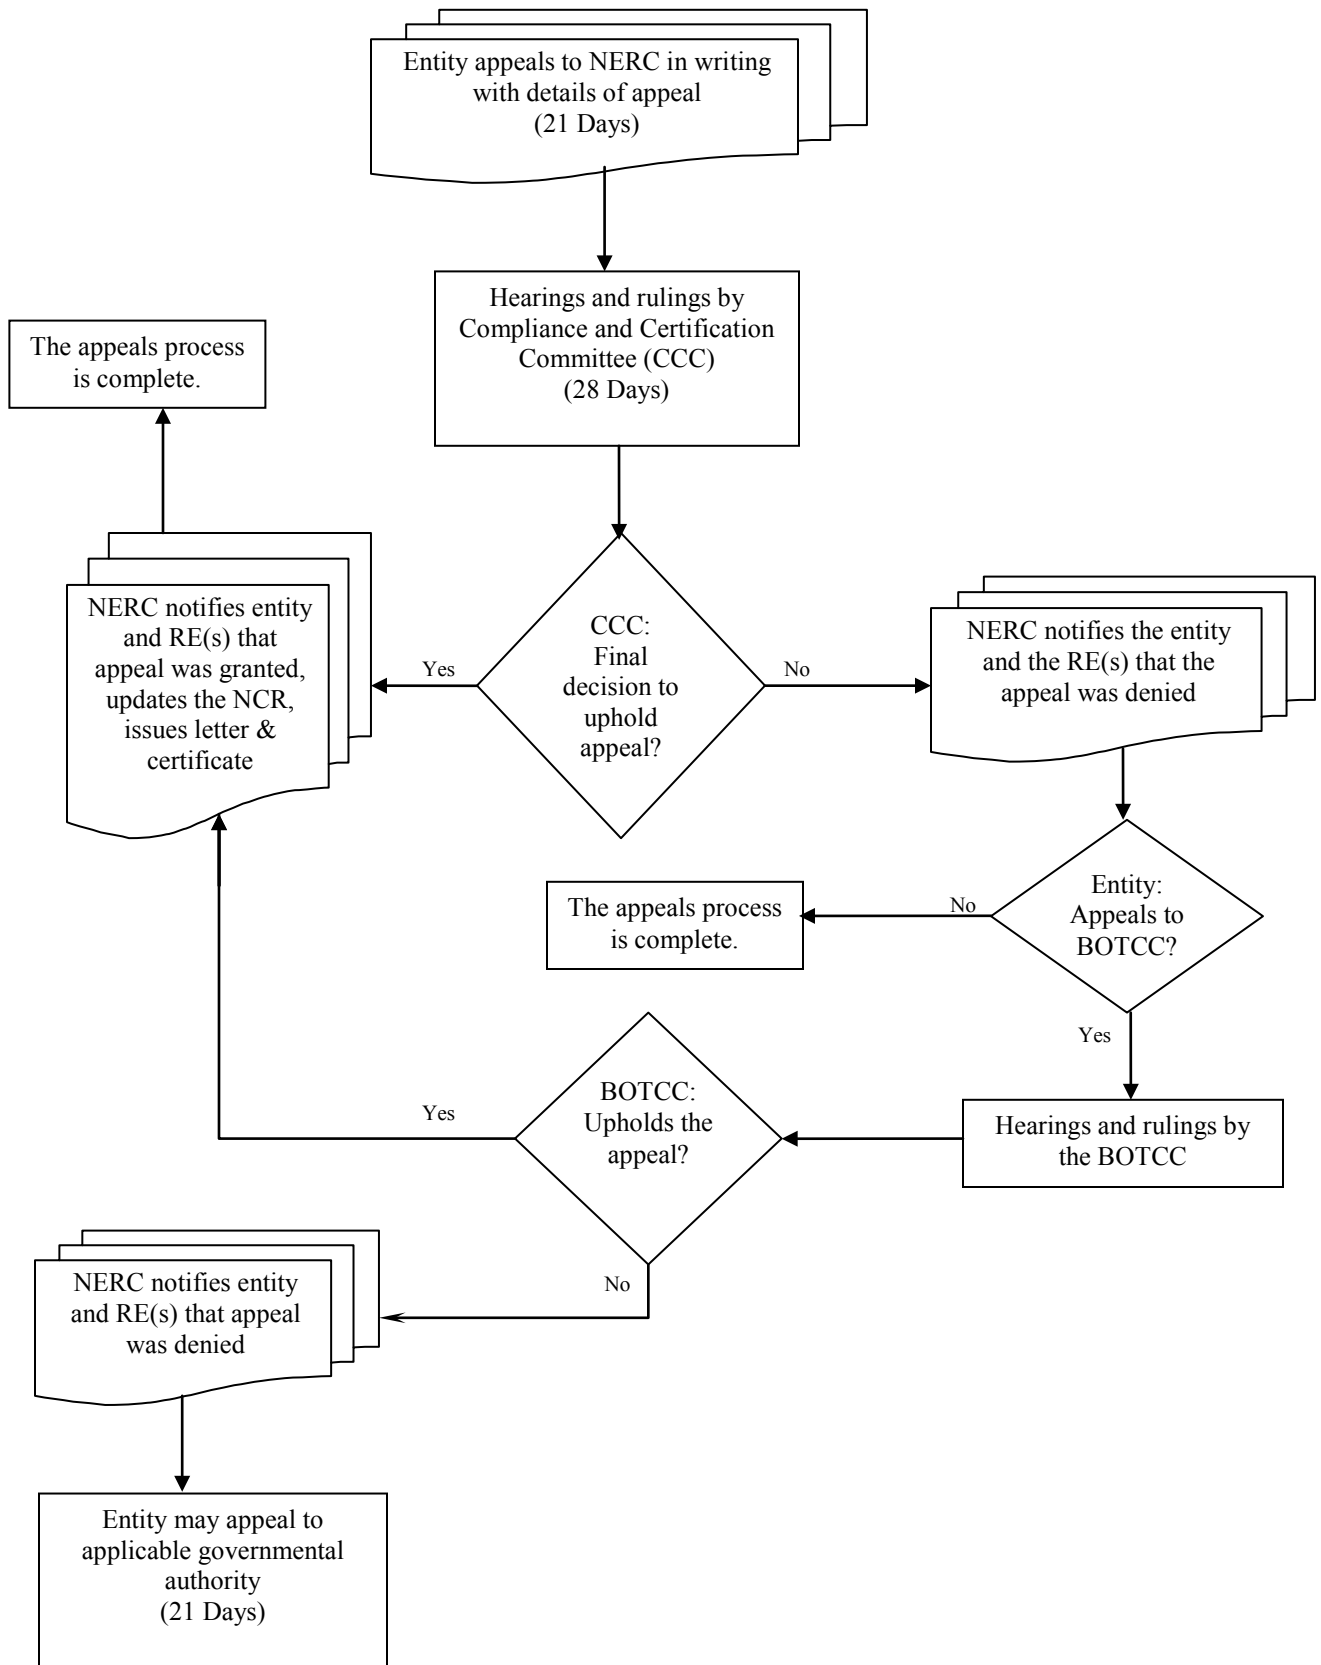 Entity appeals to NERC in writing
with details of appeal
(21 Days)
Hearings and rulings by
Compliance and Certification
Committee (CCC)
(28 Days)
The appeals process
is complete.
NERC notifies entity
and RE(s) that
appeal was granted,
updates the NCR,
issues letter &
certificate
Yes
CCC:
Final
decision to
uphold
appeal?
No
NERC notifies the entity
and the RE(s) that the
appeal was denied
Entity:
Appeals to
BOTCC?
No
The appeals process
is complete.
Yes
Hearings and rulings by
the BOTCC
BOTCC:
Upholds the
appeal?
Yes
No
NERC notifies entity
and RE(s) that appeal
was denied
Entity may appeal to
applicable governmental
authority
(21 Days)